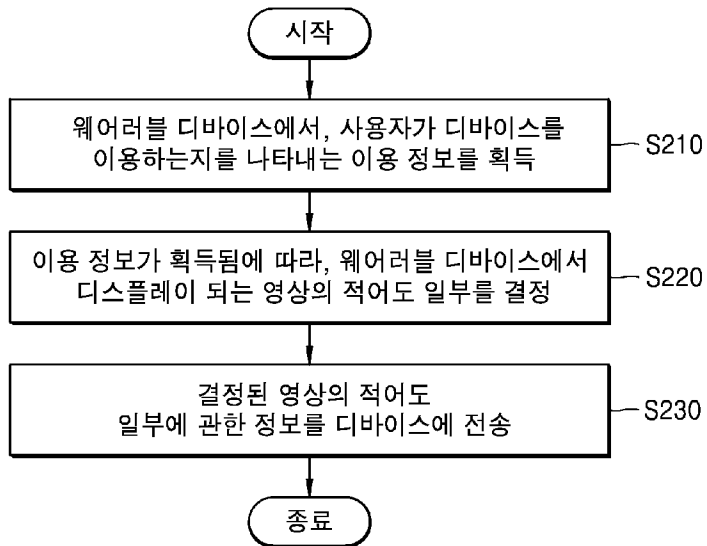 시작
웨어러블 디바이스에서, 사용자가 디바이스를
이용하는지를 나타내는 이용 정보를 획득
S210
이용 정보가 획득됨에 따라, 웨어러블 디바이스에서
디스플레이 되는 영상의 적어도 일부를 결정
S220
결정된 영상의 적어도
일부에 관한 정보를 디바이스에 전송
S230
종료